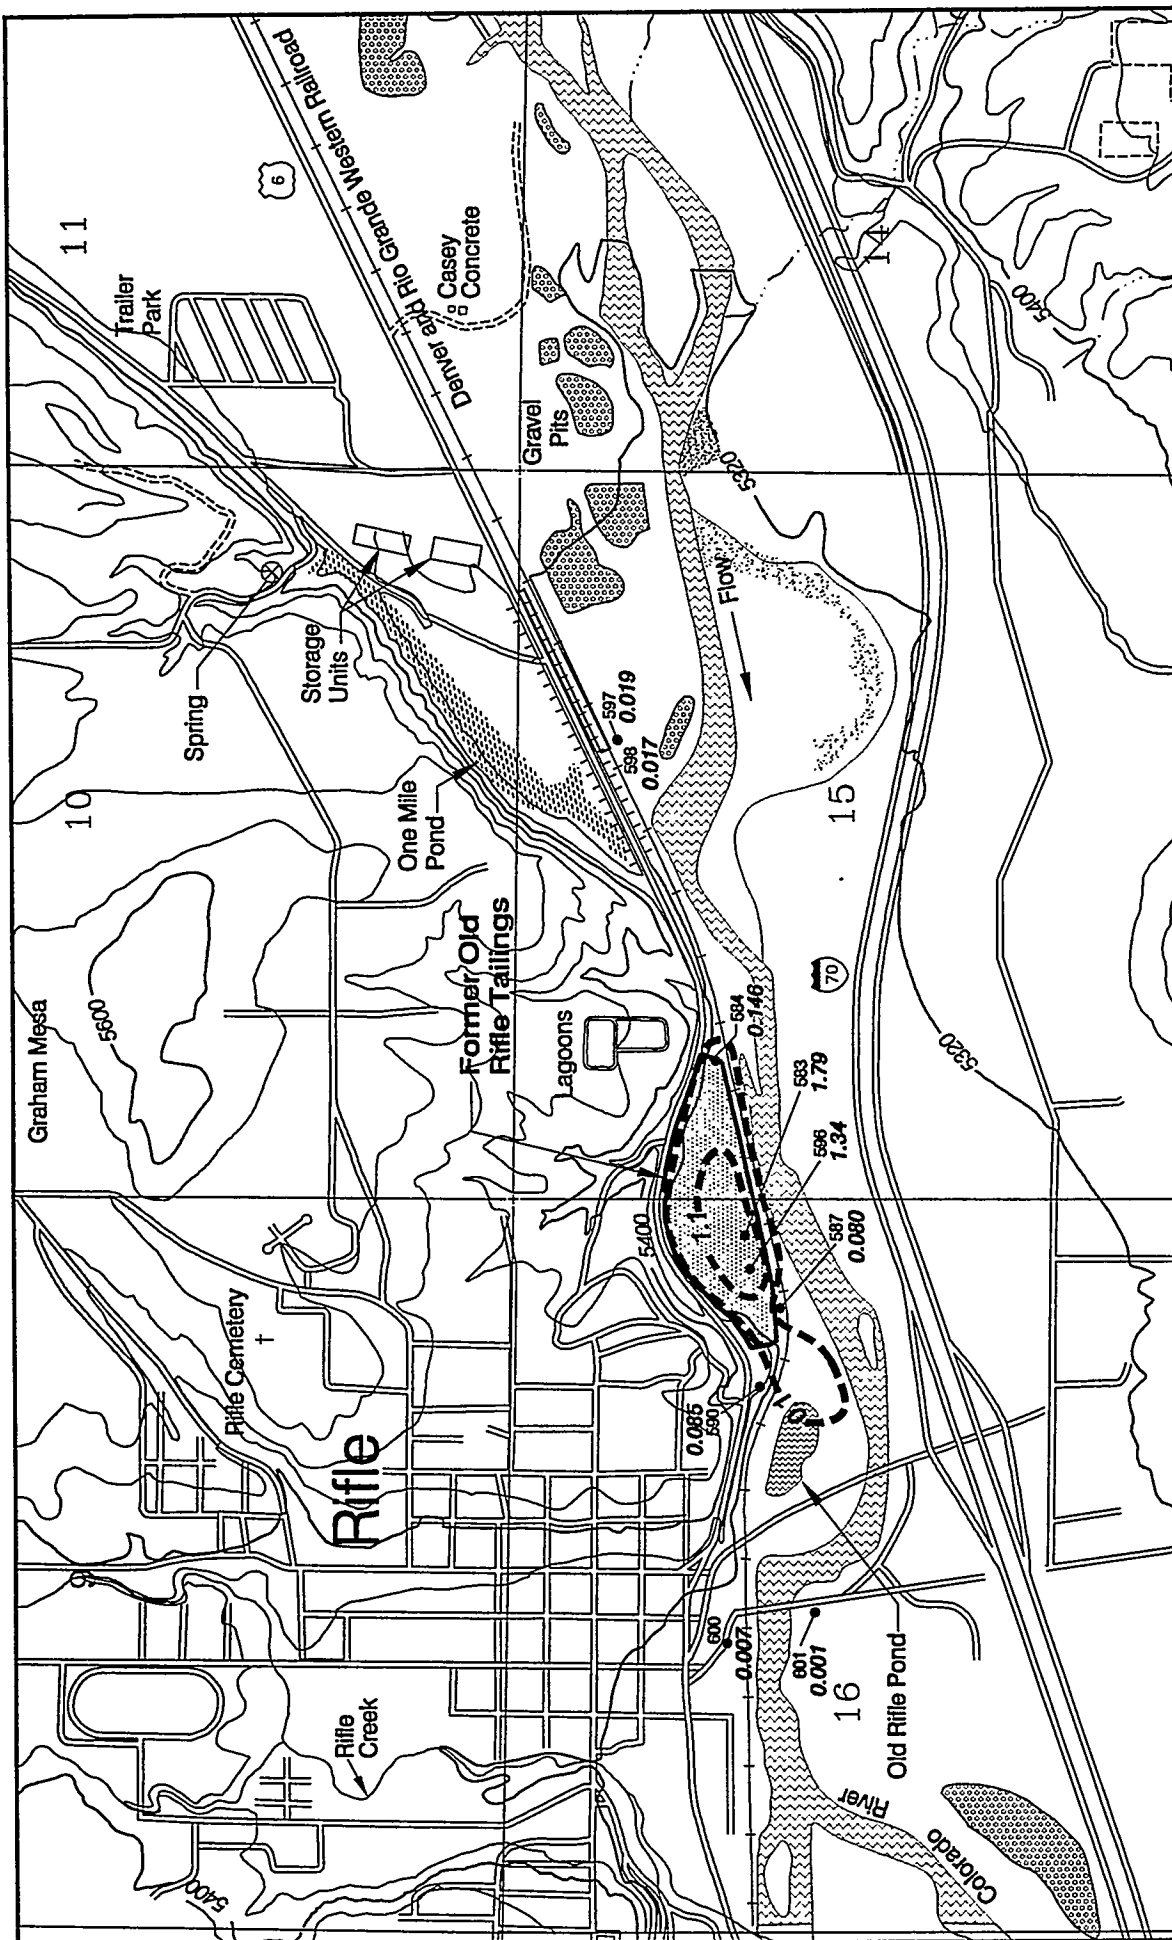 Graham Mesa
5600
10
11
Trailer
Park
6
Denver and Rio Grande Western Railroad
Casey
Concrete
Gravel
Pits
Spring
Storage
Units
One Mile
Pond
Former Old
Rifle Tailings
Lagoons
5320
Flow
597
0.019
598
0.017
14
5400
15
70
5320
584
0.146
583
1.79
596
1.34
587
0.080
1.1
5400
Rifle Cemetery
Rifle
9
0.085
590
Rifle
Creek
600
0.007
601
0.001
16
Old Rifle Pond
Colorado
River
5400